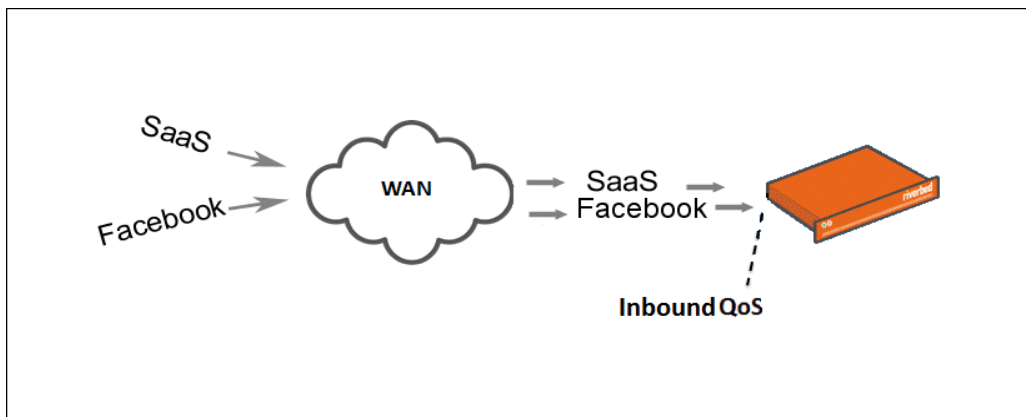 SaaS
Facebook
WAN
SaaS
Facebook
riverbed
Inbound QoS